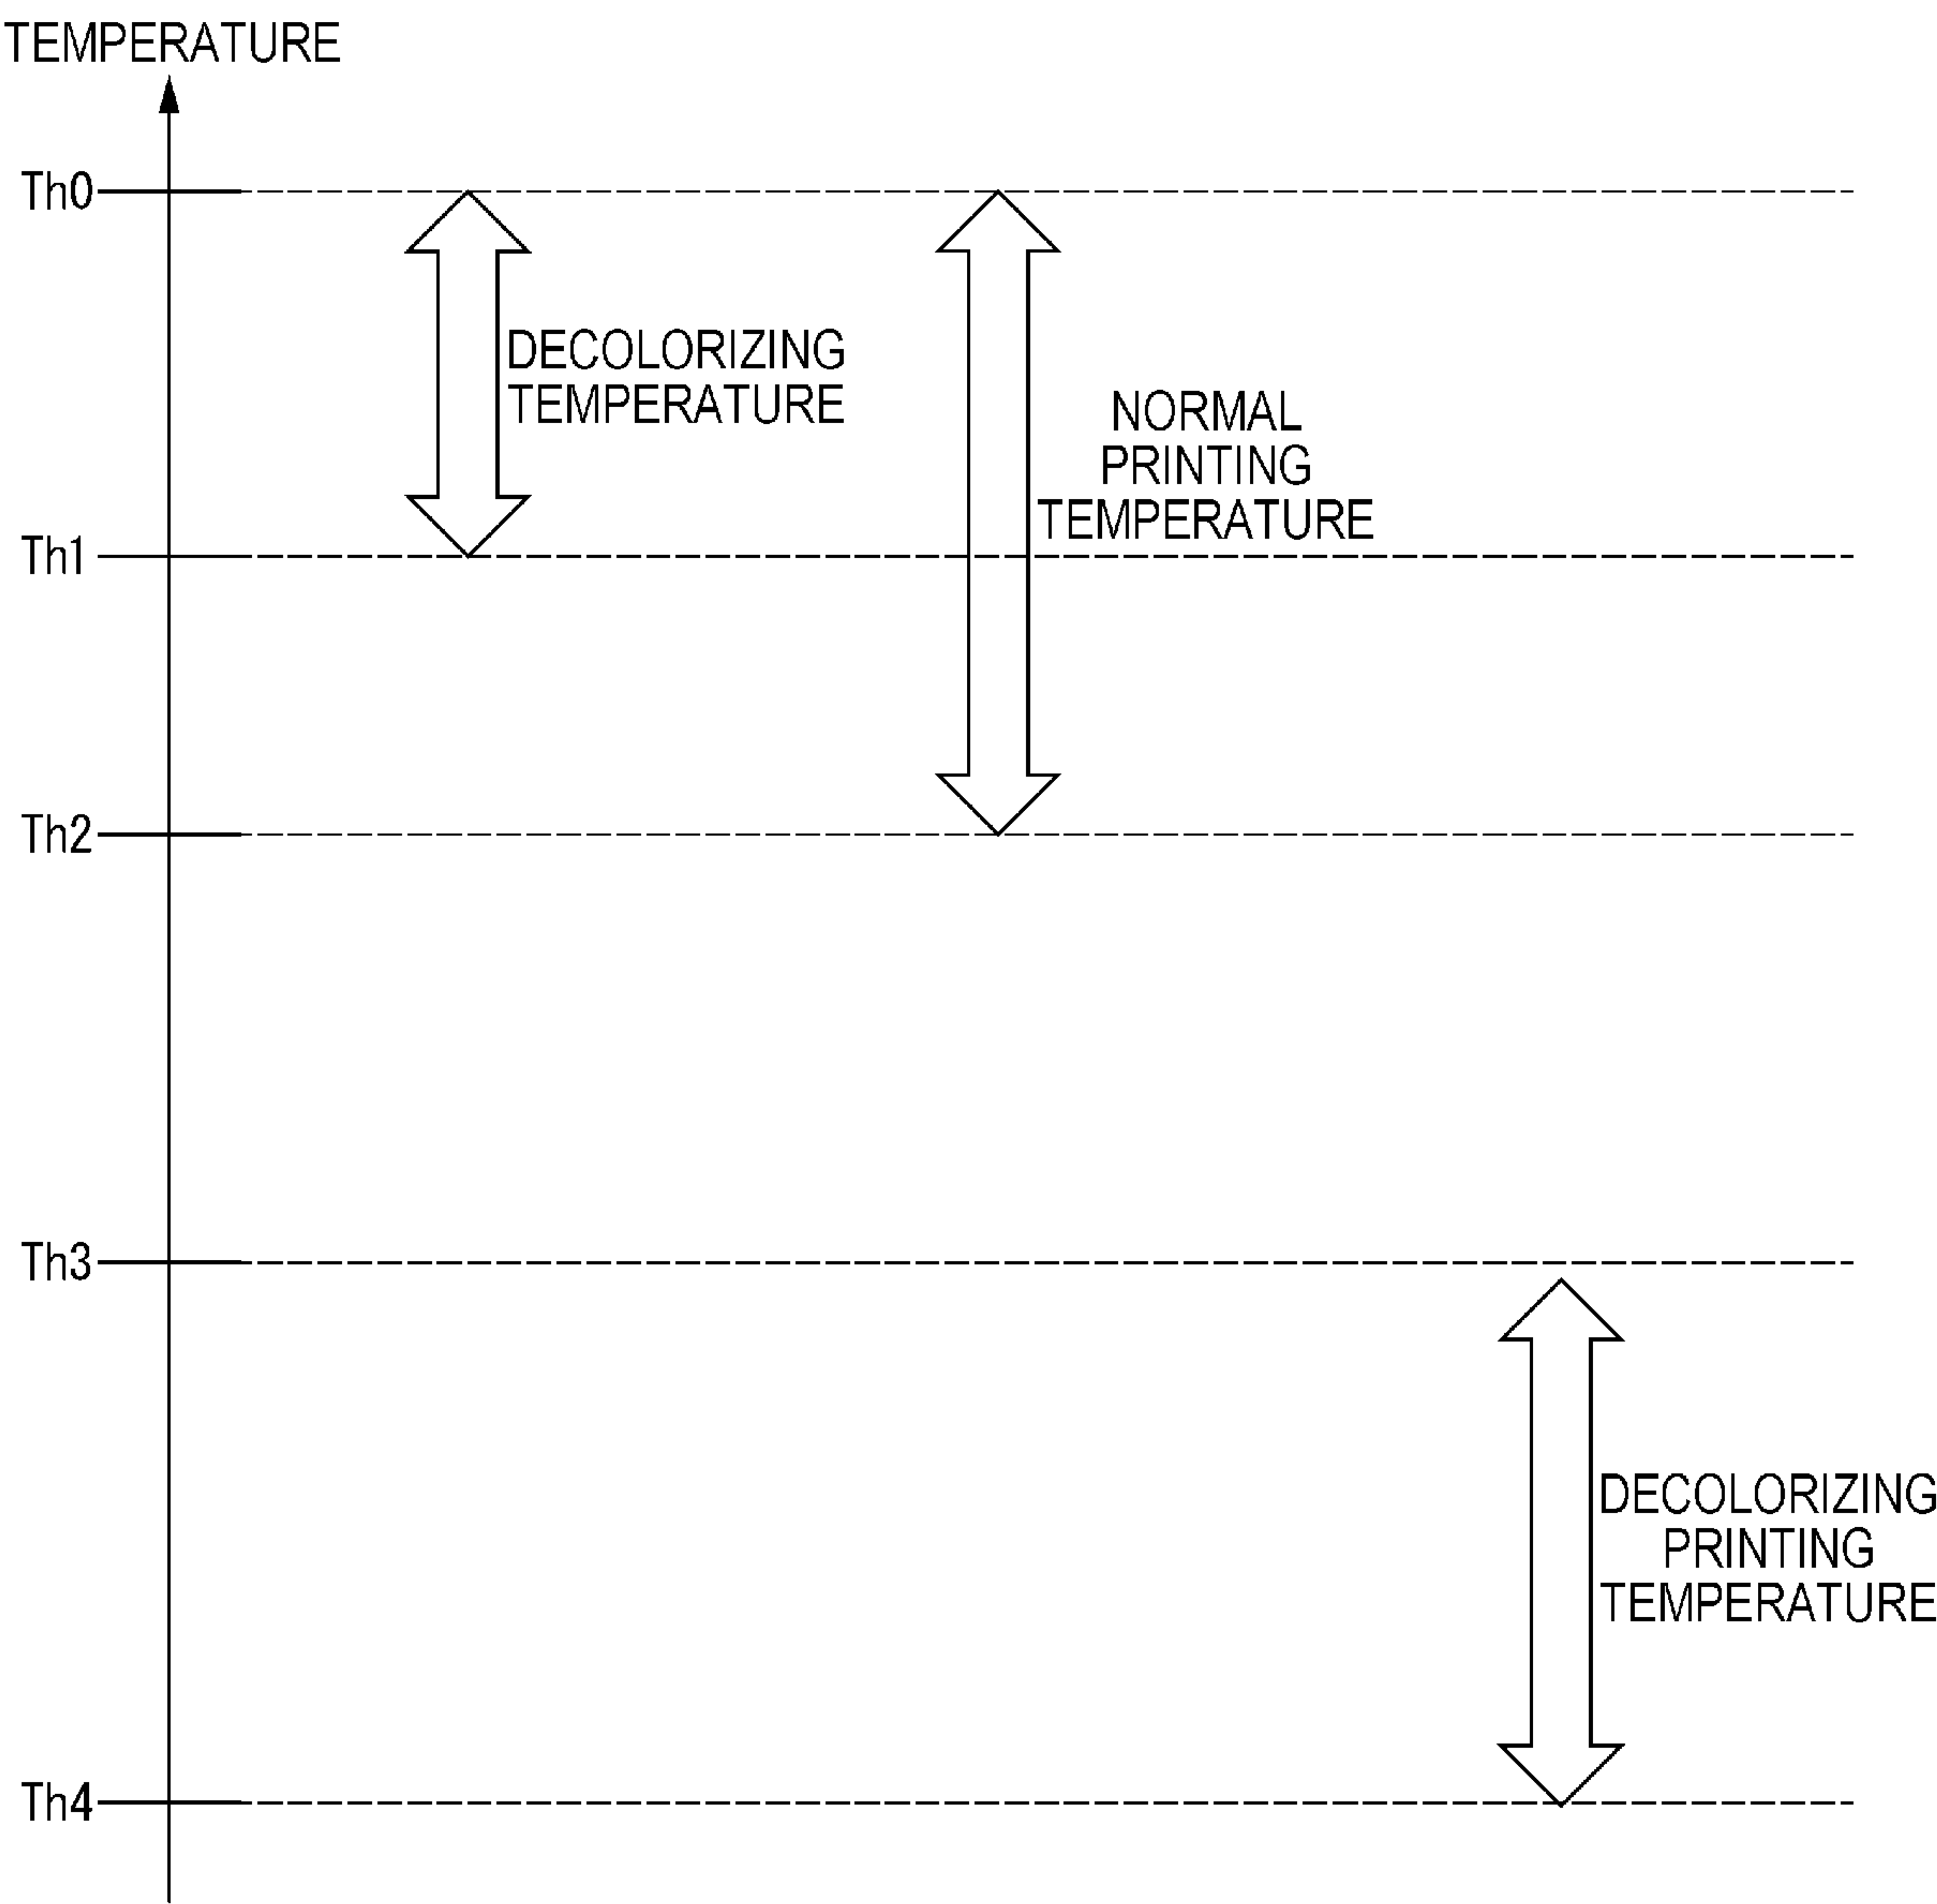 TEMPERATURE
Th0
DECOLORIZING
TEMPERATURE
NORMAL
PRINTING
TEMPERATURE
Th1
Th2
Th3
DECOLORIZING
PRINTING
TEMPERATURE
Th4